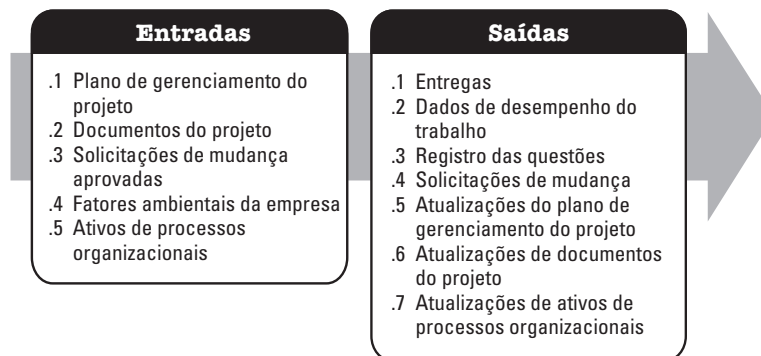 Entradas
.1 Plano de gerenciamento do
projeto
.2 Documentos do projeto
.3 Solicitações de mudança
aprovadas
.4 Fatores ambientais da empresa
.5 Ativos de processos
organizacionais
Saídas
.1 Entregas
.2 Dados de desempenho do
trabalho
.3 Registro das questões
.4 Solicitações de mudança
.5 Atualizações do plano de
gerenciamento do projeto
.6 Atualizações de documentos
do projeto
.7 Atualizações de ativos de
processos organizacionais